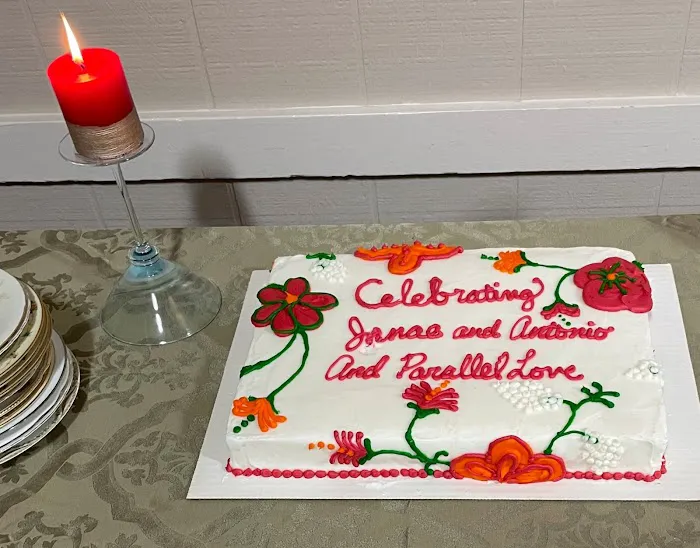 Celebrating
Janae and Antonio
And Parallel Love